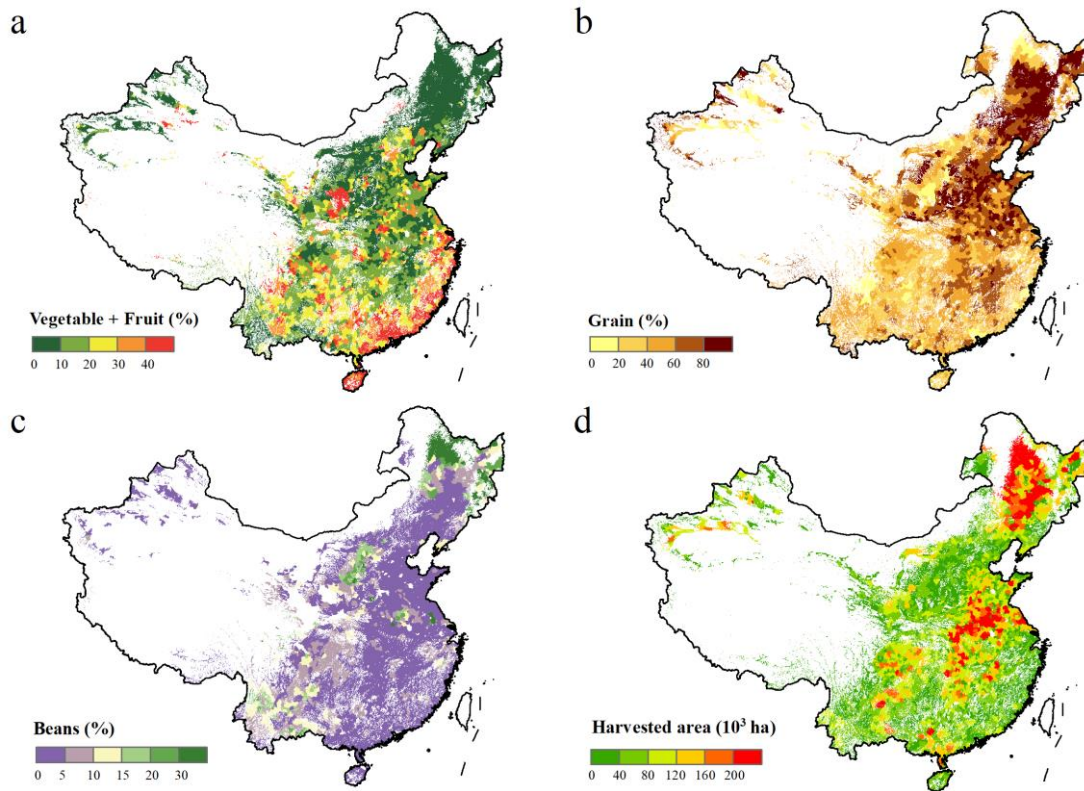 a
b
Vegetable + Fruit (%)
0 10 20 30 40
Grain (%)
0 20 40 60 80
c
d
Beans (%)
0 5 10 15 20 30
Harvested area (10³ ha)
0 40 80 120 160 200